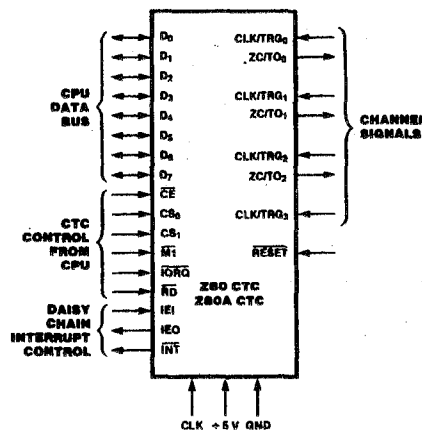 CPU
DATA
BUS
D0
D1
D2
D3
D4
D5
D6
D7
CTC
CONTROL
FROM
CPU
CE
CS0
CS1
M1
IORQ
RD
DAISY
CHAIN
INTERRUPT
CONTROL
IEI
IEO
INT
Z80 CTC
Z80A CTC
CLK/TRG0
ZC/TO0
CLK/TRG1
ZC/TO1
CLK/TRG2
ZC/TO2
CLK/TRG3
RESET
CHANNEL
SIGNALS
CLK +5 V GND